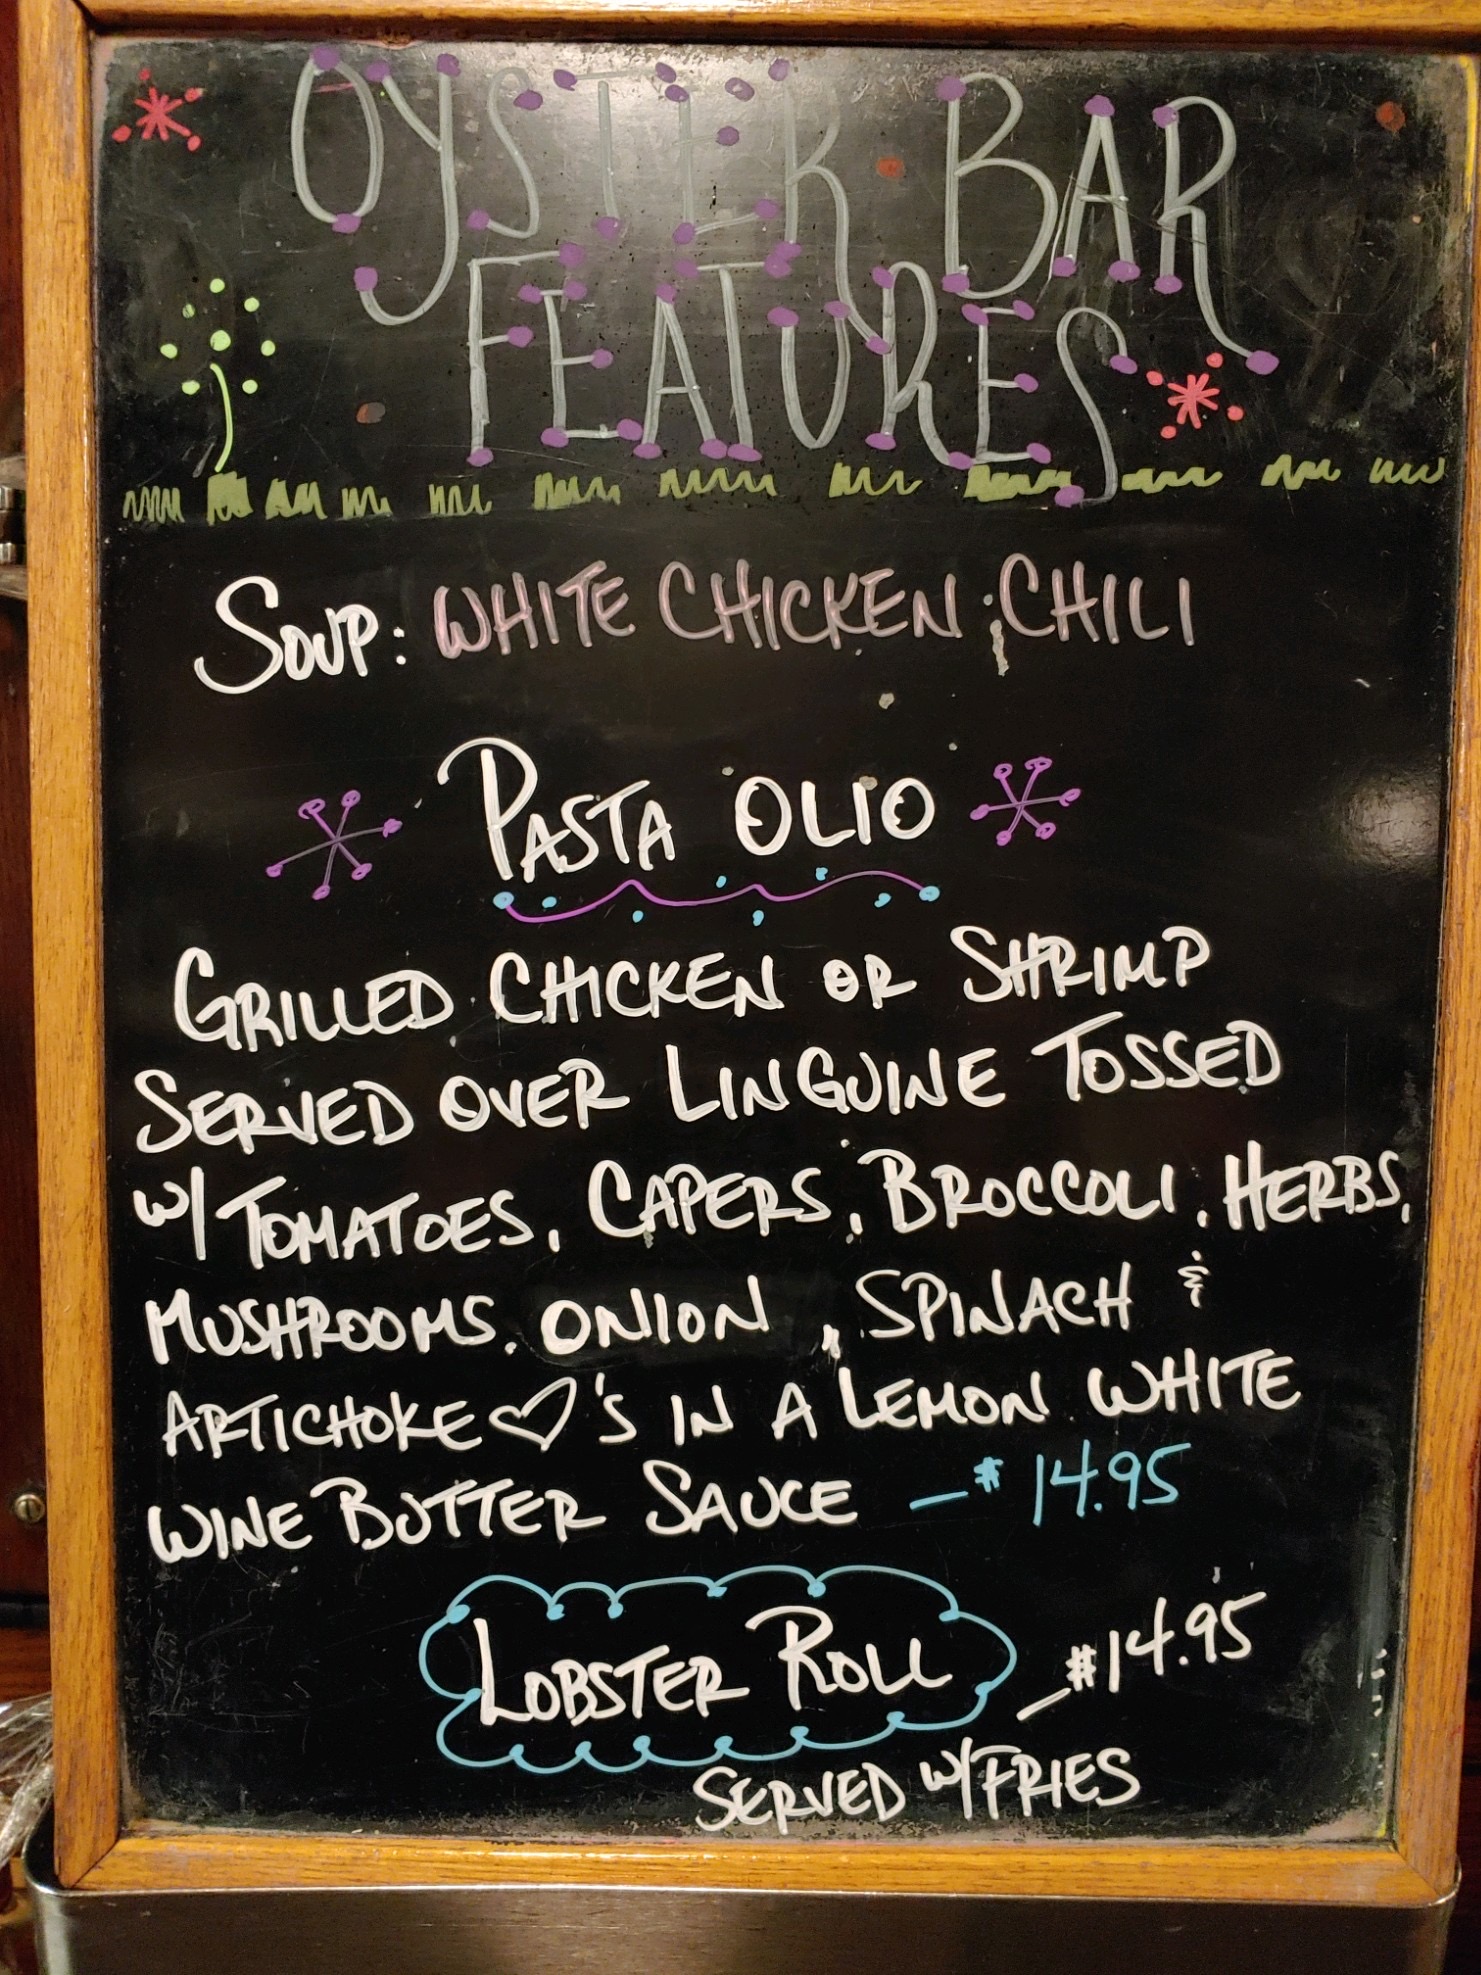 OYSTER BAR
FEATURES
SOUP: WHITE CHICKEN CHILI
PASTA OLIO
GRILLED CHICKEN OR SHRIMP
SERVED OVER LINGUINE TOSSED
W/ TOMATOES, CAPERS, BROCCOLI, HERBS,
MUSHROOMS, ONION, SPINACH &
ARTICHOKE ♡'S IN A LEMON WHITE
WINE BUTTER SAUCE - $14.95
LOBSTER ROLL - $14.95
SERVED W/ FRIES